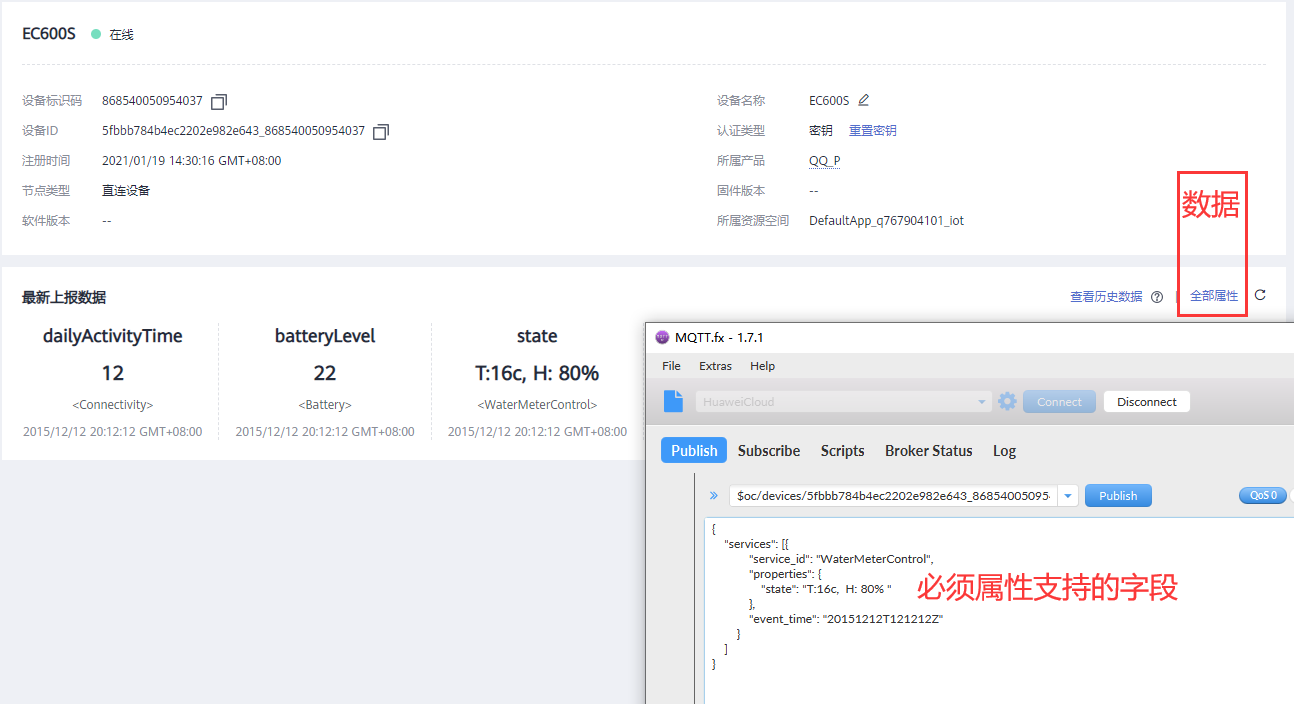 EC600S 在线
设备标识码 868540050954037
设备名称 EC600S
设备ID 5fbbb784b4ec2202e982e643_868540050954037
认证类型 密钥 重置密钥
注册时间 2021/01/19 14:30:16 GMT+08:00
所属产品 QQ_P
节点类型 直连设备
固件版本 --
软件版本 --
所属资源空间 DefaultApp_q767904101_iot
数据
最新上报数据
查看历史数据 全部属性
dailyActivityTime
12
<Connectivity>
2015/12/12 20:12:12 GMT+08:00
batteryLevel
22
<Battery>
2015/12/12 20:12:12 GMT+08:00
state
T:16c, H: 80%
<WaterMeterControl>
2015/12/12 20:12:12 GMT+08:00
MQTT.fx - 1.7.1
File Extras Help
HuaweiCloud Connect Disconnect
Publish Subscribe Scripts Broker Status Log
» $oc/devices/5fbbb784b4ec2202e982e643_86854005095 Publish QoS 0
{
"services": [{
"service_id": "WaterMeterControl",
"properties": {
"state": "T:16c, H: 80% "
},
"event_time": "20151212T121212Z"
}
]
}
必须属性支持的字段